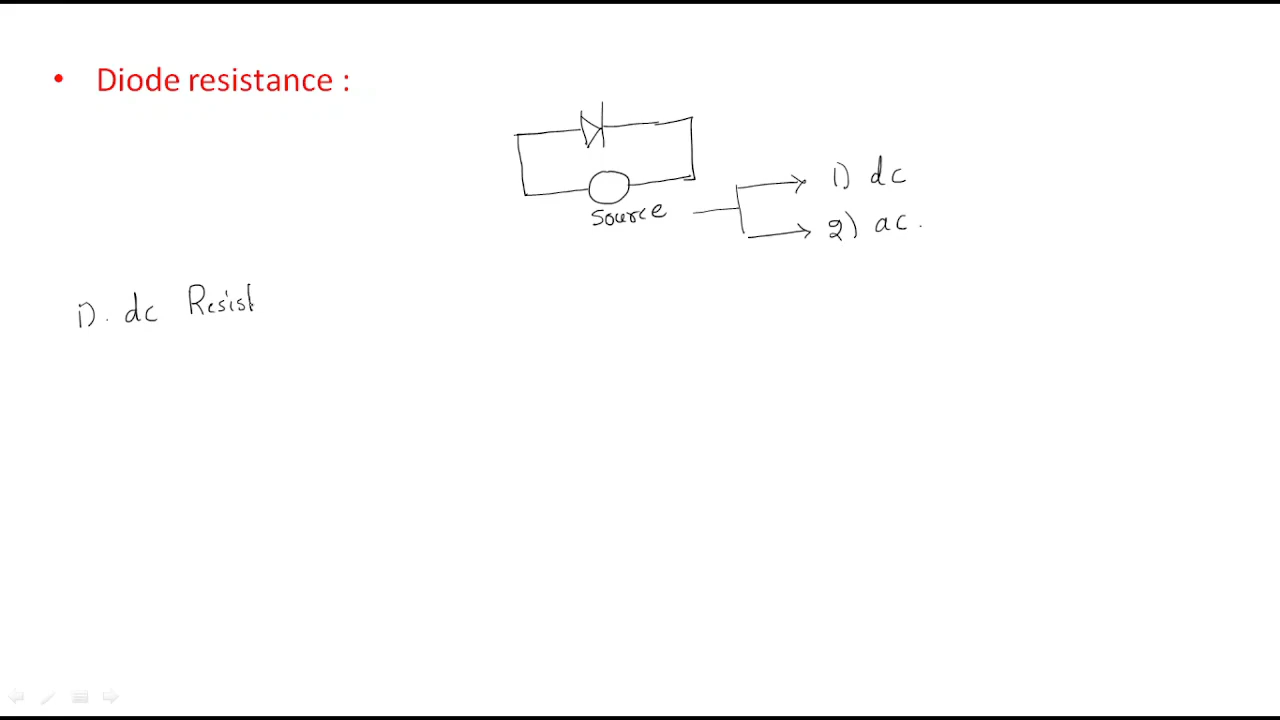 • Diode resistance :
1) dc
Source
2) ac.
1). dc Resist